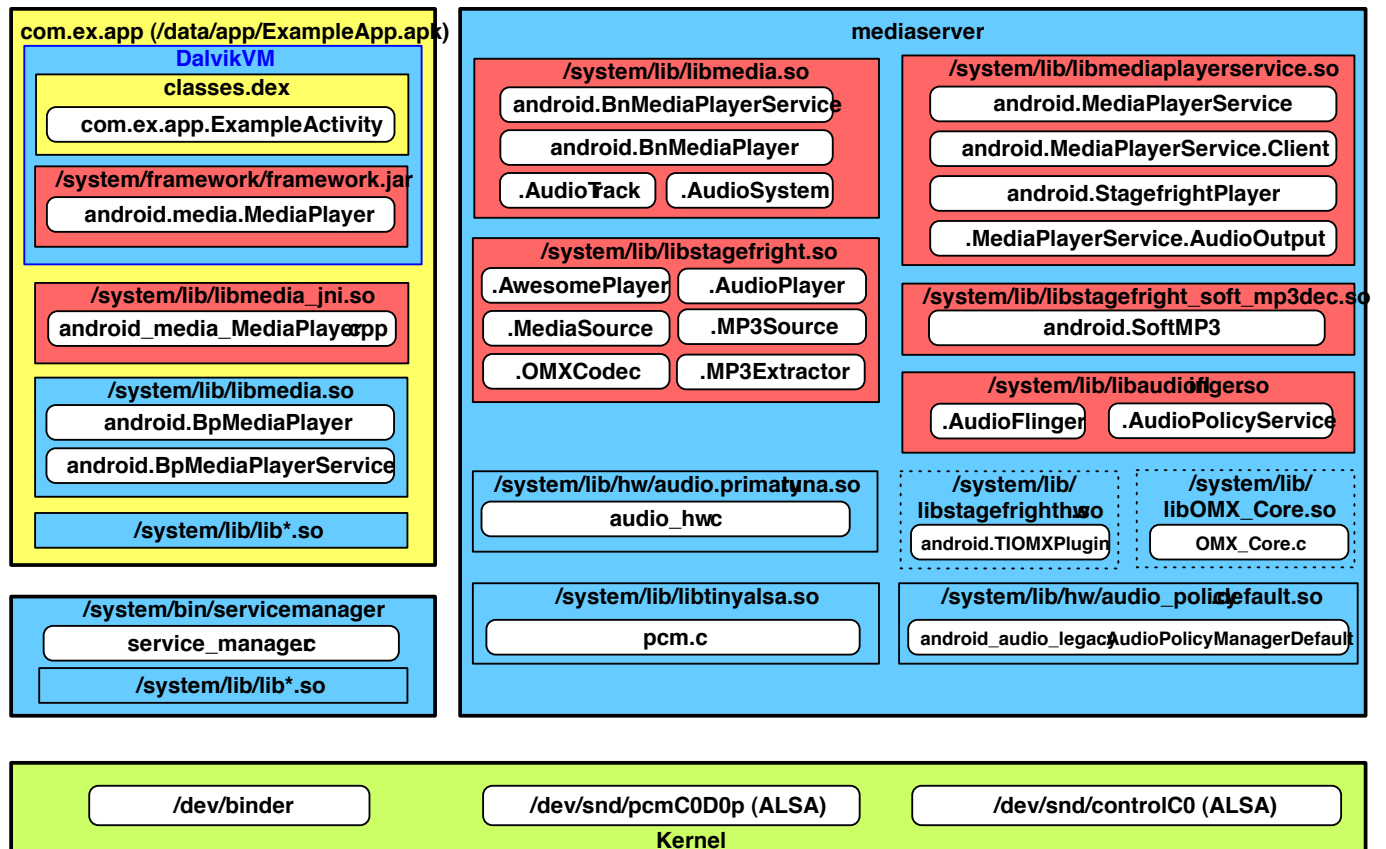 com.ex.app (/data/app/ExampleApp.apk)
DalvikVM
classes.dex
com.ex.app.ExampleActivity
/system/framework/framework.jar
android.media.MediaPlayer
/system/lib/libmedia_jni.so
android_media_MediaPlayer.cpp
/system/lib/libmedia.so
android.BpMediaPlayer
android.BpMediaPlayerService
/system/lib/lib*.so
/system/bin/servicemanager
service_manager.c
/system/lib/lib*.so
mediaserver
/system/lib/libmedia.so
android.BnMediaPlayerService
android.BnMediaPlayer
.AudioTrack
.AudioSystem
/system/lib/libstagefright.so
.AwesomePlayer
.AudioPlayer
.MediaSource
.MP3Source
.OMXCodec
.MP3Extractor
/system/lib/hw/audio.primary.tuna.so
audio_hw.c
/system/lib/libtinyalsa.so
pcm.c
/system/lib/libmediaplayerservice.so
android.MediaPlayerService
android.MediaPlayerService.Client
android.StagefrightPlayer
.MediaPlayerService.AudioOutput
/system/lib/libstagefright_soft_mp3dec.so
android.SoftMP3
/system/lib/libaudioflinger.so
.AudioFlinger
.AudioPolicyService
/system/lib/
libstagefrighthw.so
android.TIOMXPlugin
/system/lib/
libOMX_Core.so
OMX_Core.c
/system/lib/hw/audio_policy.default.so
android_audio_legacy.AudioPolicyManagerDefault
/dev/binder
/dev/snd/pcmC0D0p (ALSA)
/dev/snd/controlC0 (ALSA)
Kernel